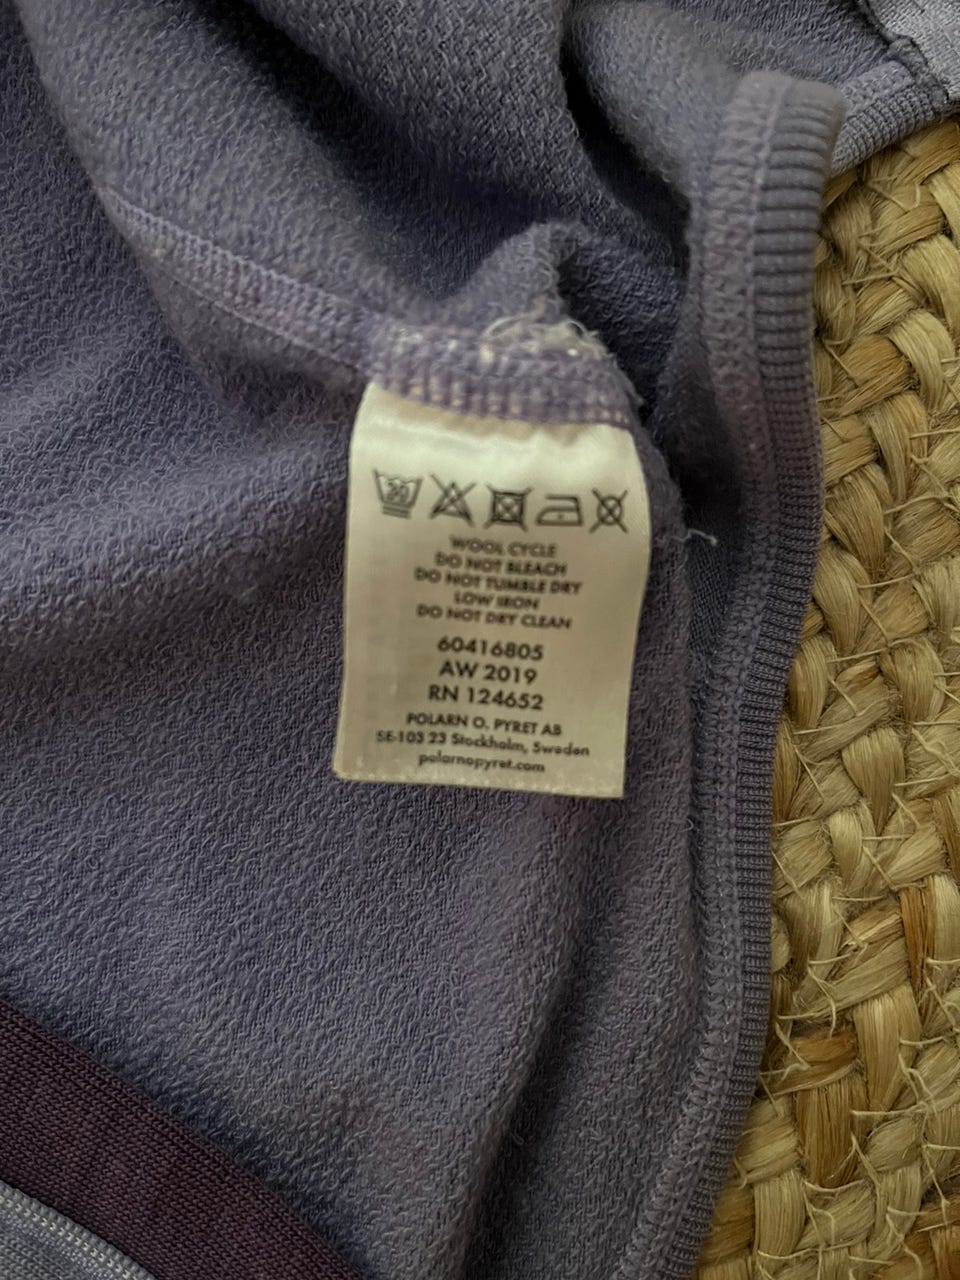 30
WOOL CYCLE
DO NOT BLEACH
DO NOT TUMBLE DRY
LOW IRON
DO NOT DRY CLEAN
60416805
AW 2019
RN 124652
POLARN O. PYRET AB
SE-103 23 Stockholm, Sweden
polarnopyret.com